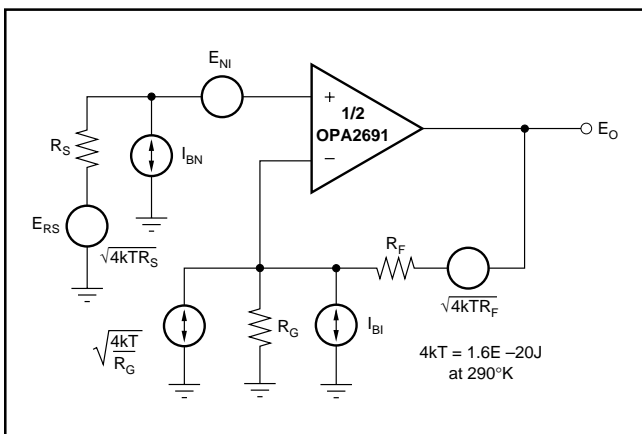 E_NI
+
1/2
OPA2691
−
E_O
R_S
I_BN
E_RS
√4kTR_S
R_F
√4kTR_F
√4kT/R_G
R_G
I_BI
4kT = 1.6E –20J
at 290°K